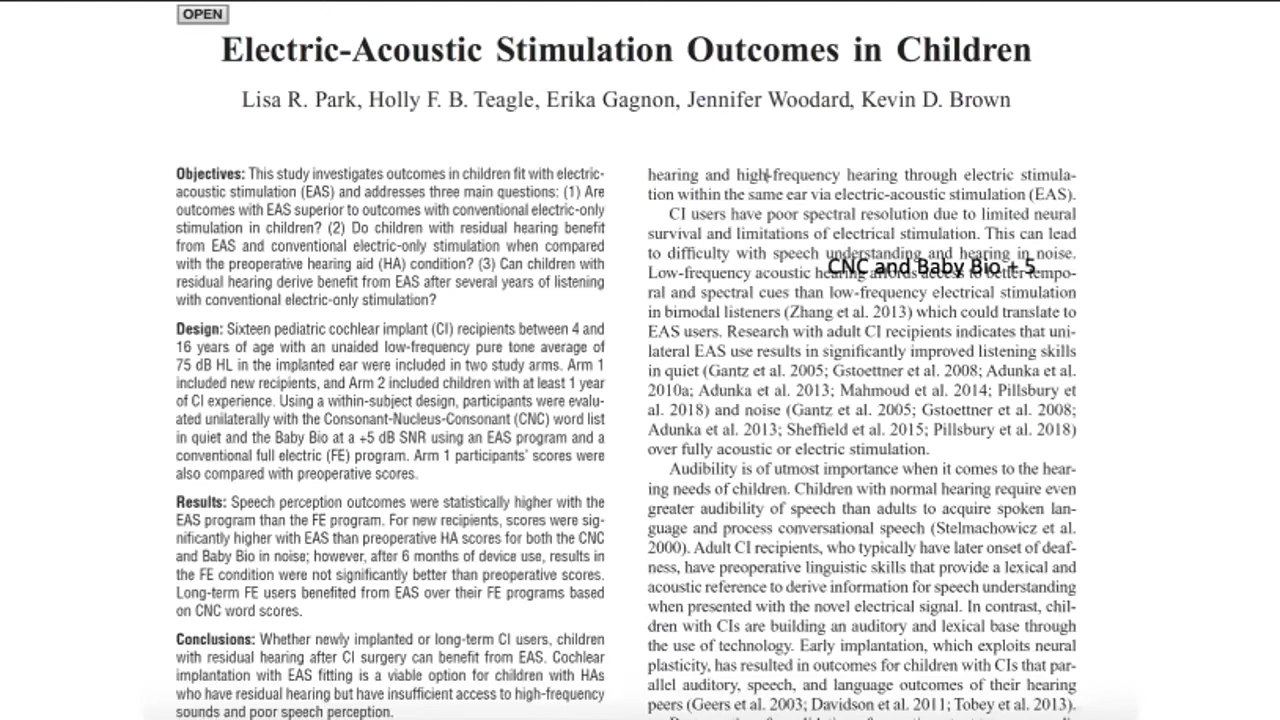 OPEN
Electric-Acoustic Stimulation Outcomes in Children
Lisa R. Park, Holly F. B. Teagle, Erika Gagnon, Jennifer Woodard, Kevin D. Brown
Objectives: This study investigates outcomes in children fit with electric-
acoustic stimulation (EAS) and addresses three main questions: (1) Are
outcomes with EAS superior to outcomes with conventional electric-only
stimulation in children? (2) Do children with residual hearing benefit
from EAS and conventional electric-only stimulation when compared
with the preoperative hearing aid (HA) condition? (3) Can children with
residual hearing derive benefit from EAS after several years of listening
with conventional electric-only stimulation?
Design: Sixteen pediatric cochlear implant (CI) recipients between 4 and
16 years of age with an unaided low-frequency pure tone average of
75 dB HL in the implanted ear were included in two study arms. Arm 1
included new recipients, and Arm 2 included children with at least 1 year
of CI experience. Using a within-subject design, participants were evalu-
ated unilaterally with the Consonant-Nucleus-Consonant (CNC) word list
in quiet and the Baby Bio at a +5 dB SNR using an EAS program and a
conventional full electric (FE) program. Arm 1 participants' scores were
also compared with preoperative scores.
Results: Speech perception outcomes were statistically higher with the
EAS program than the FE program. For new recipients, scores were sig-
nificantly higher with EAS than preoperative HA scores for both the CNC
and Baby Bio in noise; however, after 6 months of device use, results in
the FE condition were not significantly better than preoperative scores.
Long-term FE users benefited from EAS over their FE programs based
on CNC word scores.
Conclusions: Whether newly implanted or long-term CI users, children
with residual hearing after CI surgery can benefit from EAS. Cochlear
implantation with EAS fitting is a viable option for children with HAs
who have residual hearing but have insufficient access to high-frequency
sounds and poor speech perception.
hearing and high-frequency hearing through electric stimula-
tion within the same ear via electric-acoustic stimulation (EAS).
CI users have poor spectral resolution due to limited neural
survival and limitations of electrical stimulation. This can lead
to difficulty with speech understanding and hearing in noise.
CNC and Baby Bio + 5
Low-frequency acoustic hearing affords access to better tempo-
ral and spectral cues than low-frequency electrical stimulation
in bimodal listeners (Zhang et al. 2013) which could translate to
EAS users. Research with adult CI recipients indicates that uni-
lateral EAS use results in significantly improved listening skills
in quiet (Gantz et al. 2005; Gstoettner et al. 2008; Adunka et al.
2010a; Adunka et al. 2013; Mahmoud et al. 2014; Pillsbury et
al. 2018) and noise (Gantz et al. 2005; Gstoettner et al. 2008;
Adunka et al. 2013; Sheffield et al. 2015; Pillsbury et al. 2018)
over fully acoustic or electric stimulation.
Audibility is of utmost importance when it comes to the hear-
ing needs of children. Children with normal hearing require even
greater audibility of speech than adults to acquire spoken lan-
guage and process conversational speech (Stelmachowicz et al.
2000). Adult CI recipients, who typically have later onset of deaf-
ness, have preoperative linguistic skills that provide a lexical and
acoustic reference to derive information for speech understanding
when presented with the novel electrical signal. In contrast, chil-
dren with CIs are building an auditory and lexical base through
the use of technology. Early implantation, which exploits neural
plasticity, has resulted in outcomes for children with CIs that par-
allel auditory, speech, and language outcomes of their hearing
peers (Geers et al. 2003; Davidson et al. 2011; Tobey et al. 2013).